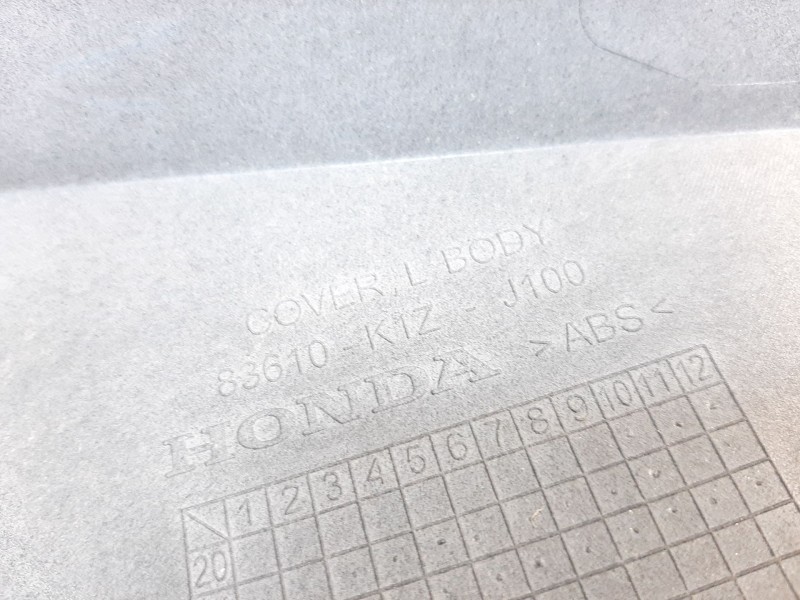 COVER, L BODY
83610-K1Z-J100
HONDA >ABS<
1 2 3 4 5 6 7 8 9 10 11 12
20